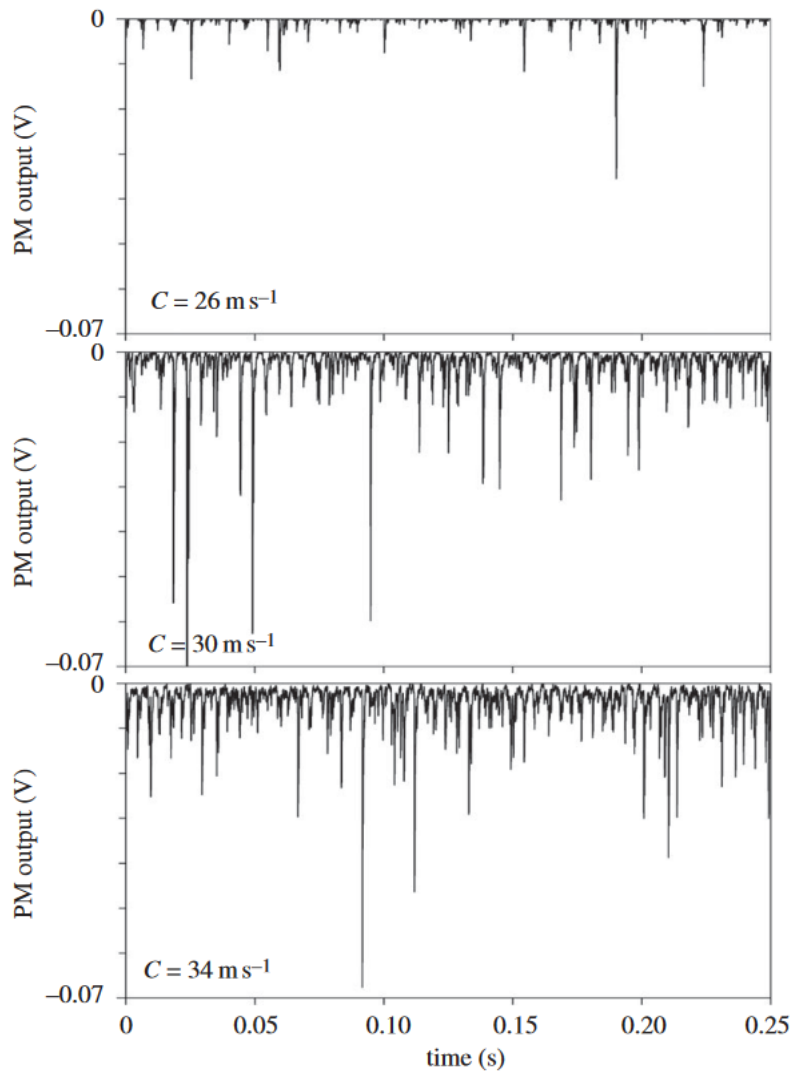 0
PM output (V)
C = 26 m s–1
–0.07
0
PM output (V)
C = 30 m s–1
–0.07
0
PM output (V)
C = 34 m s–1
–0.07
0 0.05 0.10 0.15 0.20 0.25
time (s)